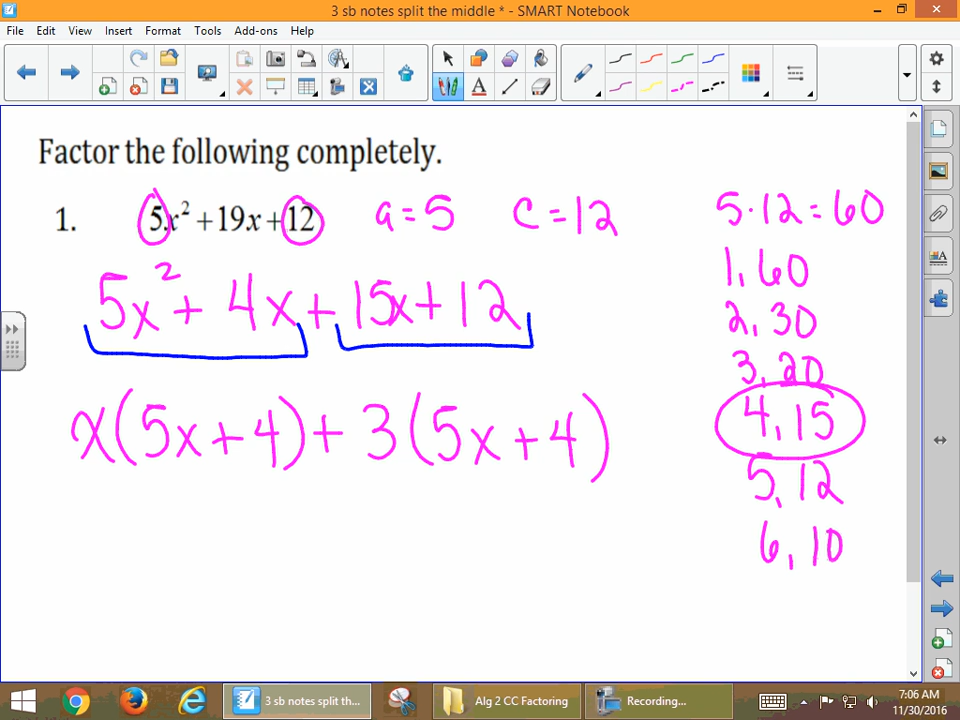 3 sb notes split the middle * - SMART Notebook
File Edit View Insert Format Tools Add-ons Help
Factor the following completely.
1. 5x² + 19x + 12 a = 5 c = 12 5·12 = 60
1, 60
5x² + 4x + 15x + 12
2, 30
3, 20
4, 15
x(5x + 4) + 3(5x + 4)
5, 12
6, 10
3 sb notes split th... Alg 2 CC Factoring Recording...
7:06 AM
11/30/2016